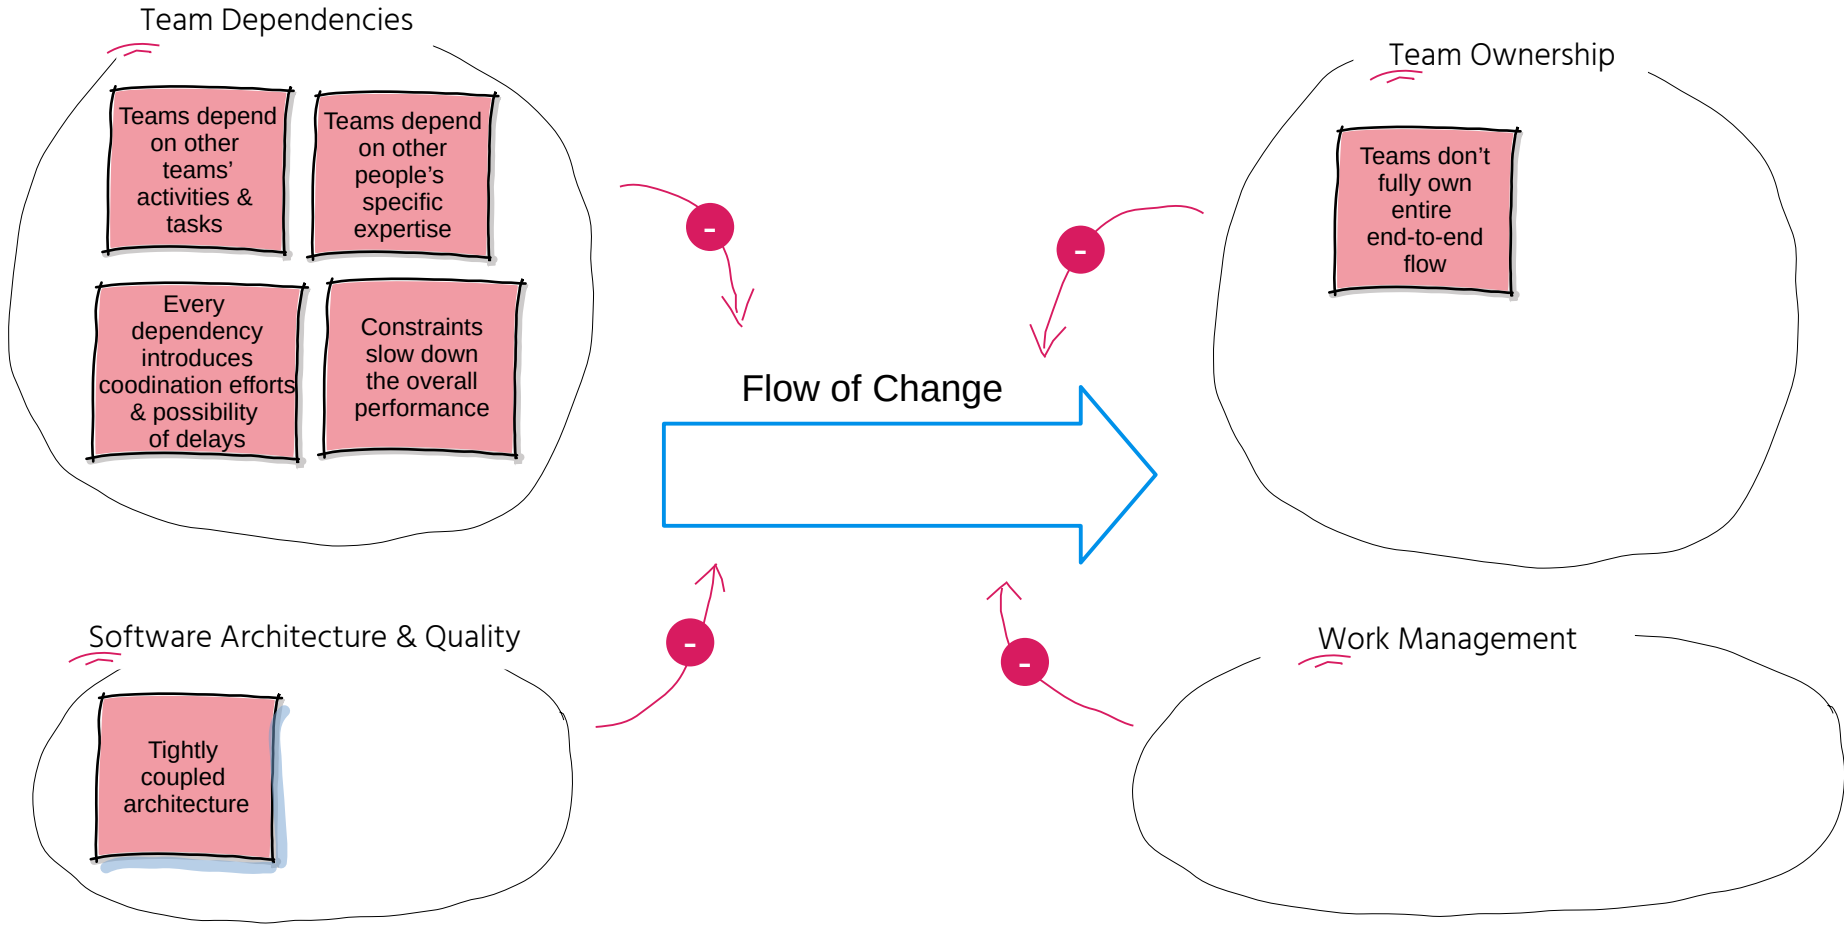 Team Dependencies
Teams depend
on other
teams’
activities &
tasks
Teams depend
on other
people’s
specific
expertise
Every
dependency
introduces
coodination efforts
& possibility
of delays
Constraints
slow down
the overall
performance
Team Ownership
Teams don’t
fully own
entire
end-to-end
flow
-
-
Flow of Change
Software Architecture & Quality
Tightly
coupled
architecture
-
-
Work Management